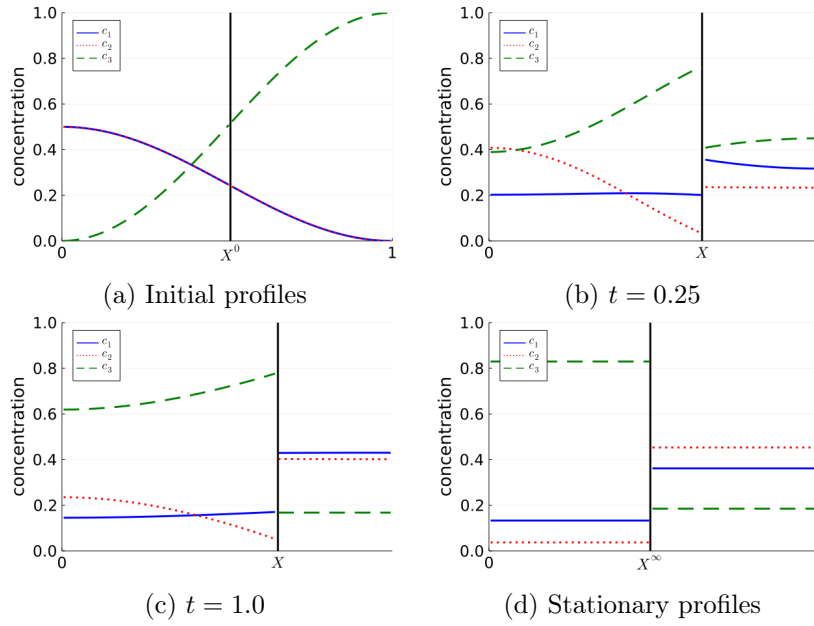 1.0
0.8
0.6
0.4
0.2
0.0
concentration
c₁
c₂
c₃
0
X⁰
1
(a) Initial profiles
1.0
0.8
0.6
0.4
0.2
0.0
concentration
c₁
c₂
c₃
0
X
(b) t = 0.25
1.0
0.8
0.6
0.4
0.2
0.0
concentration
c₁
c₂
c₃
0
X
(c) t = 1.0
1.0
0.8
0.6
0.4
0.2
0.0
concentration
c₁
c₂
c₃
0
X∞
(d) Stationary profiles